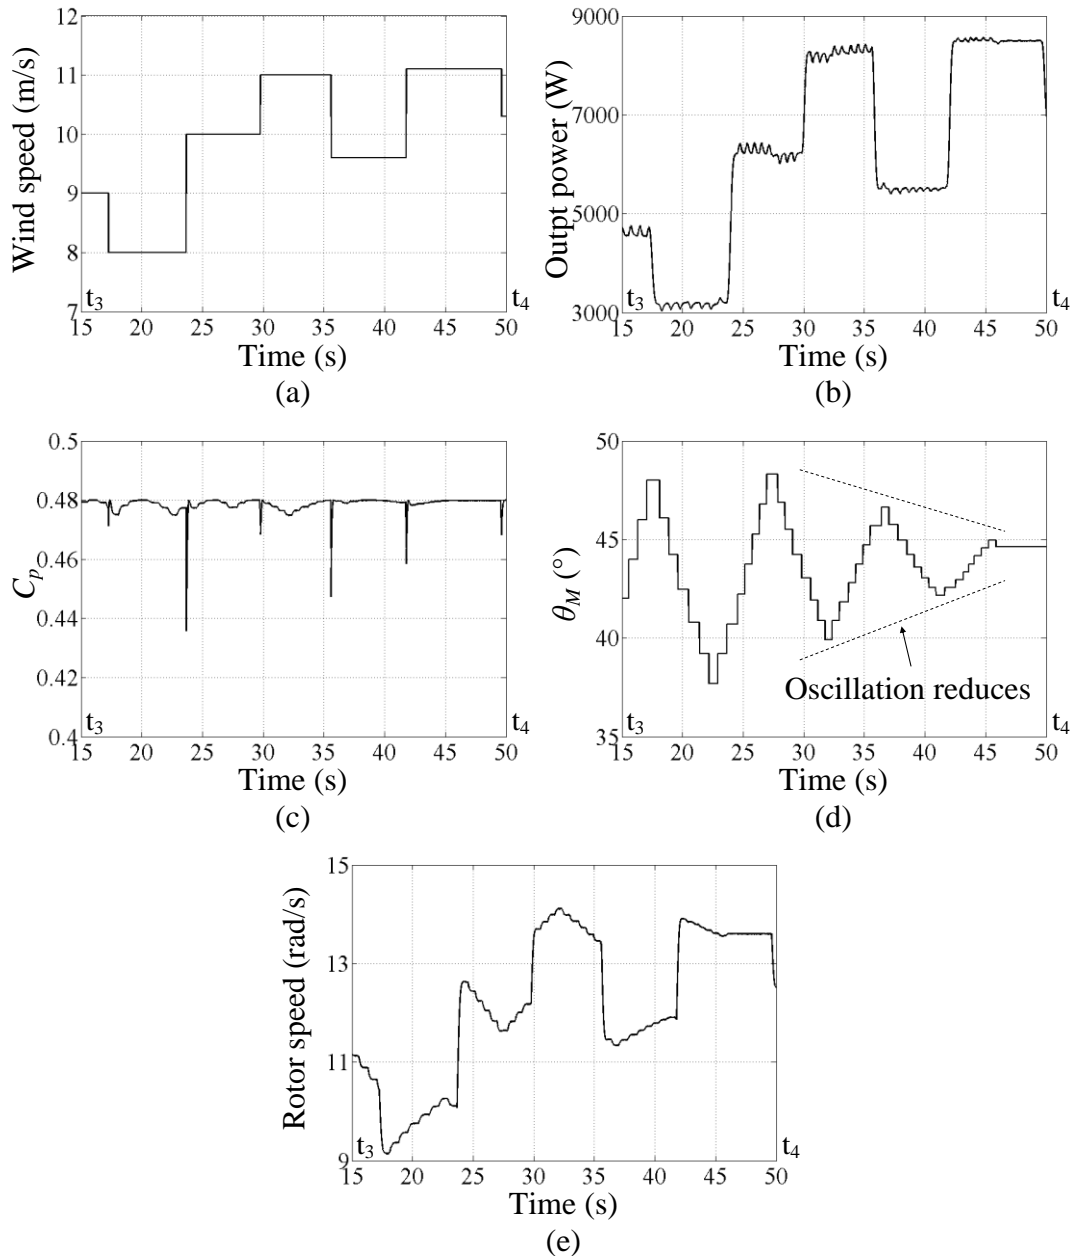 12
11
10
9
8
7
Wind speed (m/s)
t3
t4
15 20 25 30 35 40 45 50
Time (s)
(a)
9000
7000
5000
3000
Outpt power (W)
t3
t4
15 20 25 30 35 40 45 50
Time (s)
(b)
0.5
0.48
0.46
0.44
0.42
0.4
Cp
t3
t4
15 20 25 30 35 40 45 50
Time (s)
(c)
50
45
40
35
θM (°)
Oscillation reduces
t3
t4
15 20 25 30 35 40 45 50
Time (s)
(d)
15
13
11
9
Rotor speed (rad/s)
t3
t4
15 20 25 30 35 40 45 50
Time (s)
(e)